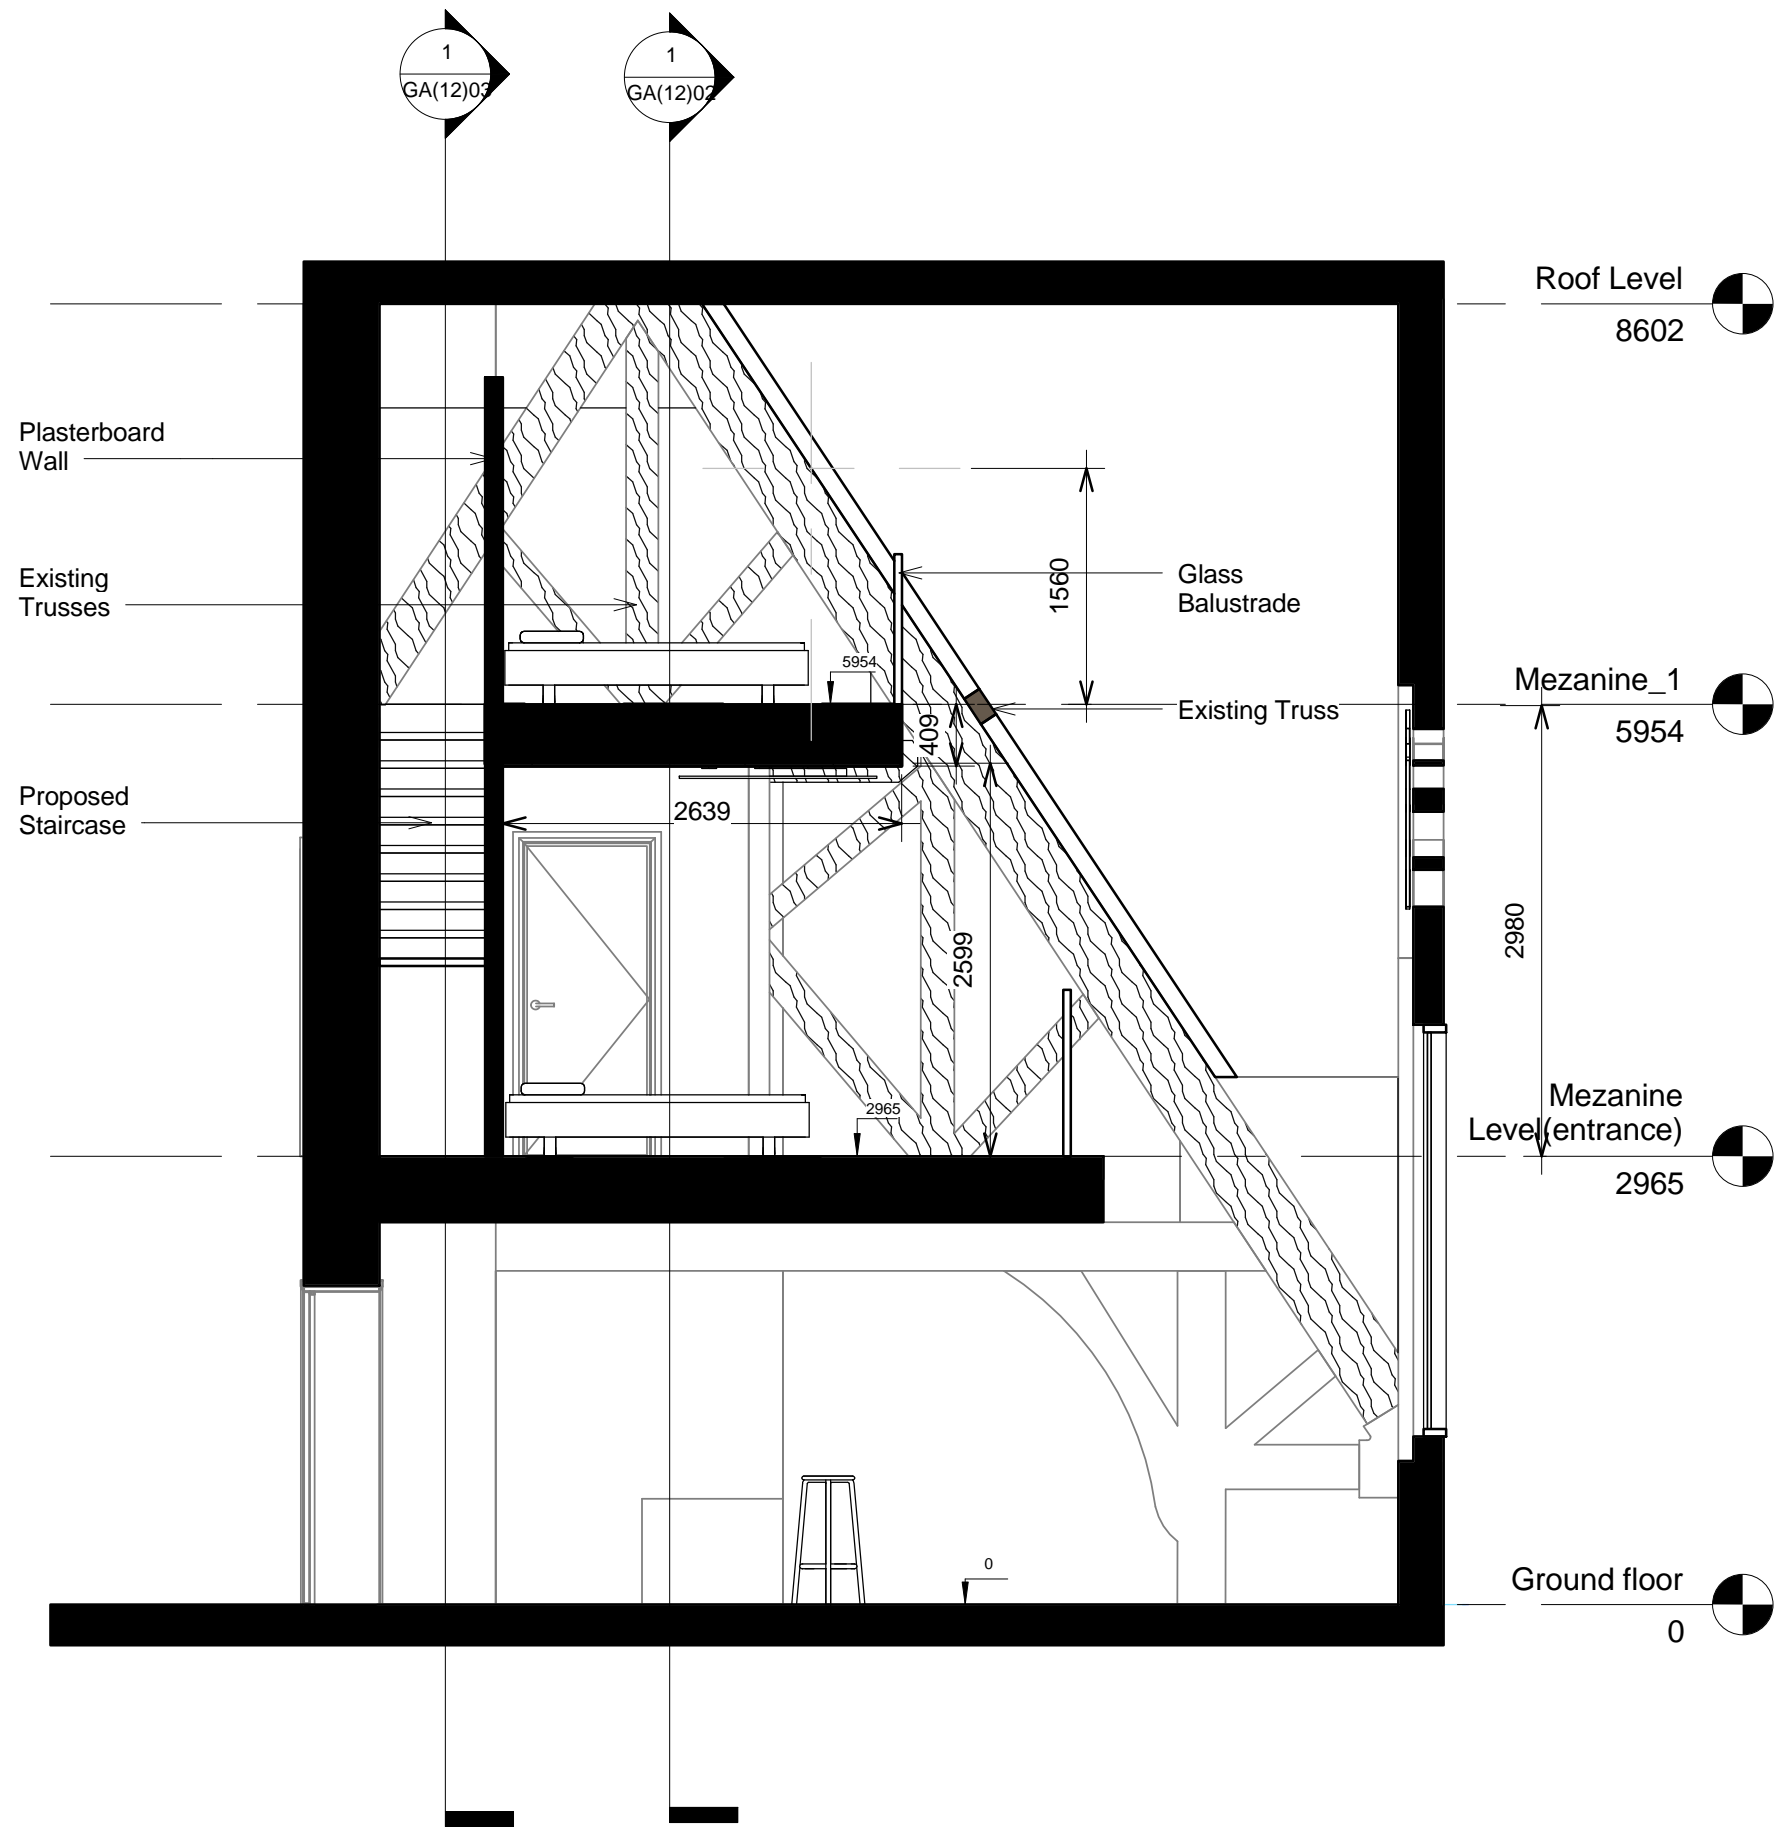 1
GA(12)03
1
GA(12)02
Roof Level
8602
Plasterboard
Wall
Existing
Trusses
1560
Glass
Balustrade
5954
Mezanine_1
5954
409
Existing Truss
Proposed
Staircase
2639
2599
2980
2965
Mezanine
Level(entrance)
2965
0
Ground floor
0